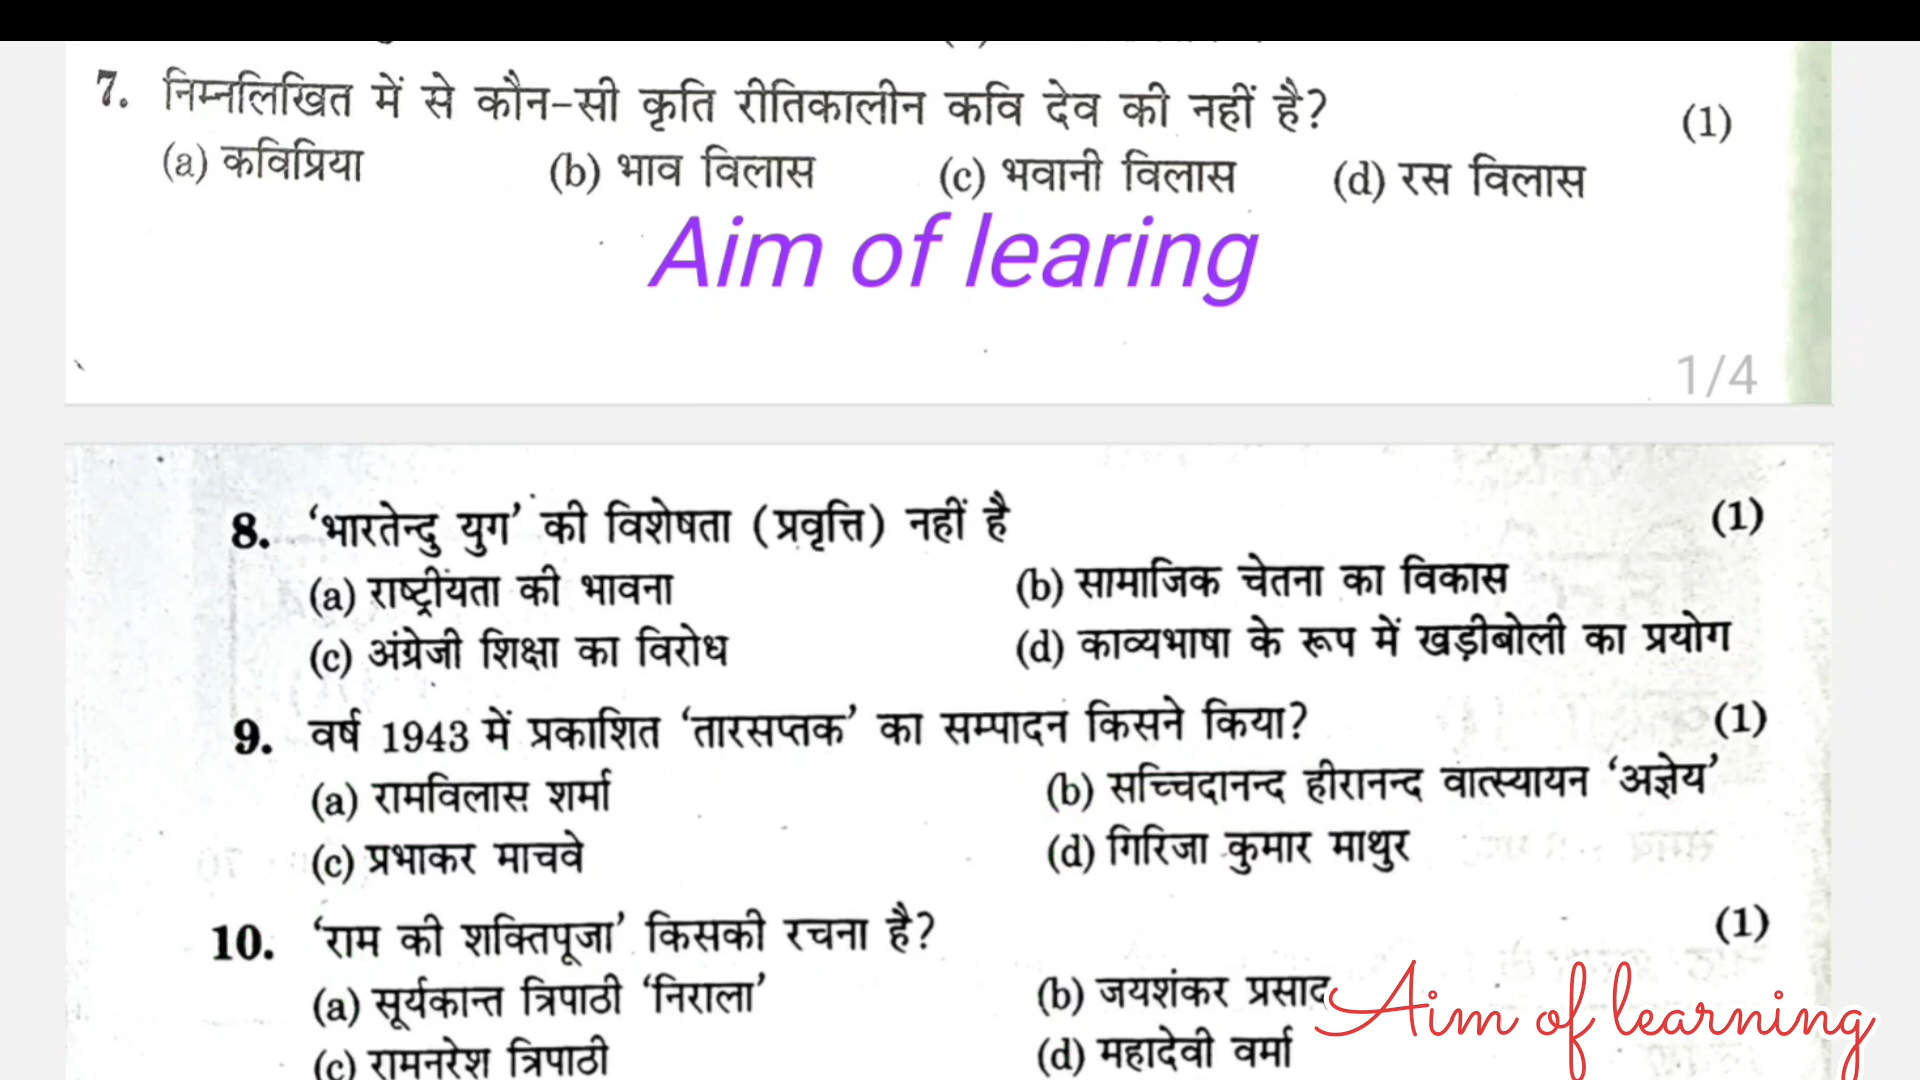 7. निम्नलिखित में से कौन-सी कृति रीतिकालीन कवि देव की नहीं है? (1)
(a) कविप्रिया (b) भाव विलास (c) भवानी विलास (d) रस विलास
Aim of learing
1/4
8. ‘भारतेन्दु युग’ की विशेषता (प्रवृत्ति) नहीं है (1)
(a) राष्ट्रीयता की भावना (b) सामाजिक चेतना का विकास
(c) अंग्रेजी शिक्षा का विरोध (d) काव्यभाषा के रूप में खड़ीबोली का प्रयोग
9. वर्ष 1943 में प्रकाशित ‘तारसप्तक’ का सम्पादन किसने किया? (1)
(a) रामविलास शर्मा (b) सच्चिदानन्द हीरानन्द वात्स्यायन ‘अज्ञेय’
(c) प्रभाकर माचवे (d) गिरिजा कुमार माथुर
10. ‘राम की शक्तिपूजा’ किसकी रचना है? (1)
(a) सूर्यकान्त त्रिपाठी ‘निराला’ (b) जयशंकर प्रसाद
(c) रामनरेश त्रिपाठी (d) महादेवी वर्मा
Aim of learning